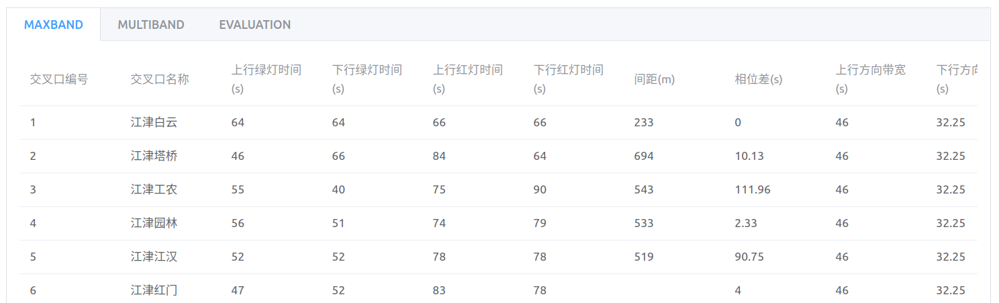 MAXBAND MULTIBAND EVALUATION
交叉口编号 交叉口名称 上行绿灯时间(s) 下行绿灯时间(s) 上行红灯时间(s) 下行红灯时间(s) 间距(m) 相位差(s) 上行方向带宽(s) 下行方向(s)
1 江津白云 64 64 66 66 233 0 46 32.25
2 江津塔桥 46 66 84 64 694 10.13 46 32.25
3 江津工农 55 40 75 90 543 111.96 46 32.25
4 江津园林 56 51 74 79 533 2.33 46 32.25
5 江津江汉 52 52 78 78 519 90.75 46 32.25
6 江津红门 47 52 83 78 4 46 32.25